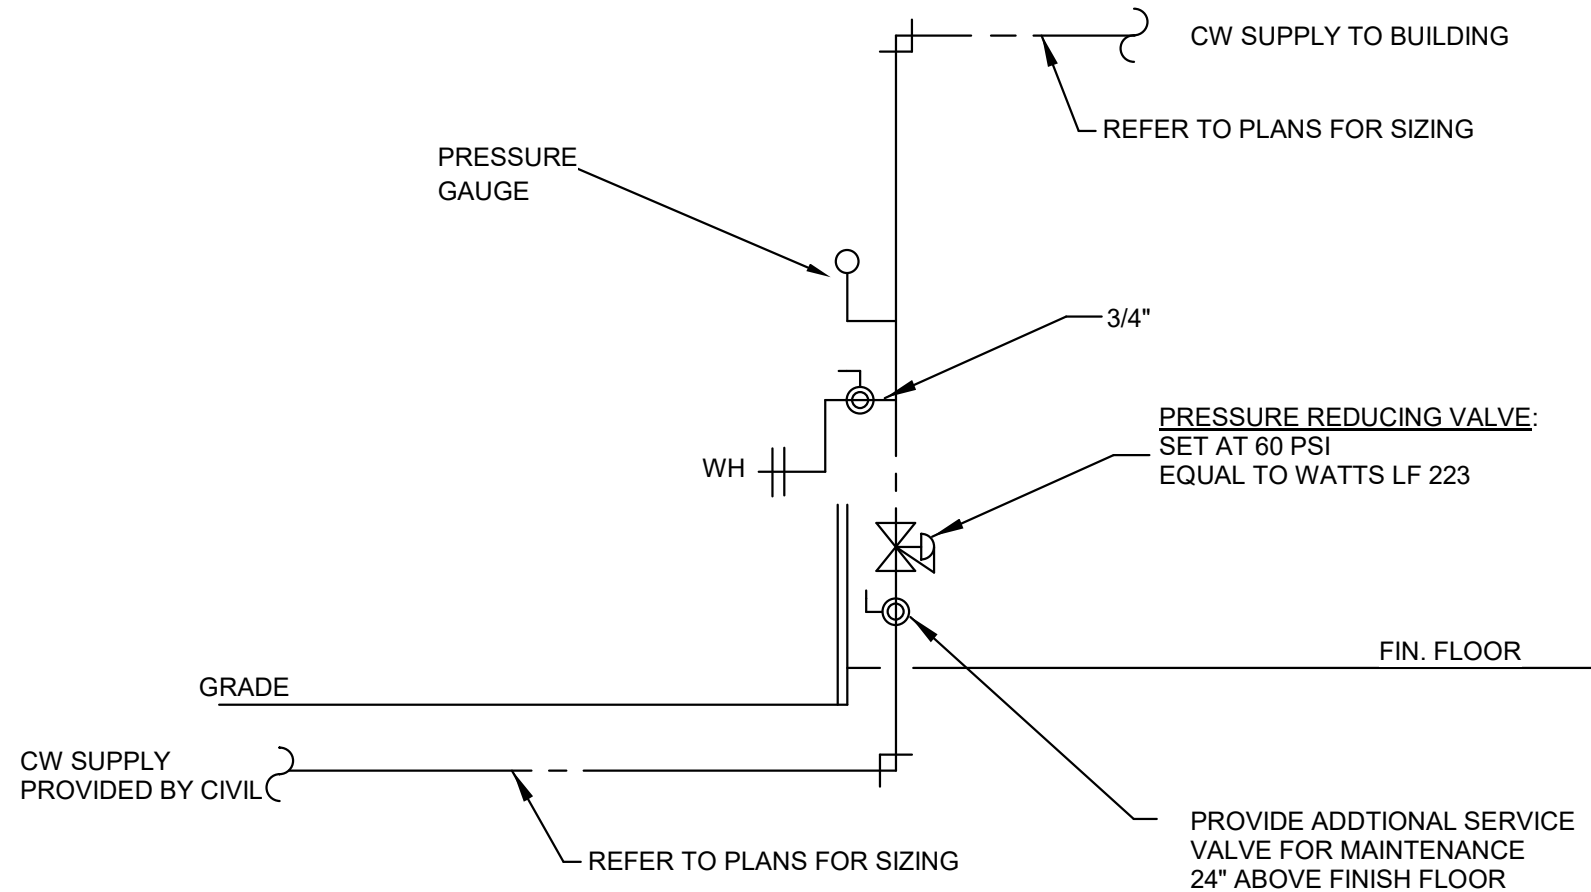 CW SUPPLY TO BUILDING
REFER TO PLANS FOR SIZING
PRESSURE
GAUGE
3/4"
PRESSURE REDUCING VALVE:
SET AT 60 PSI
EQUAL TO WATTS LF 223
WH
FIN. FLOOR
GRADE
CW SUPPLY
PROVIDED BY CIVIL
REFER TO PLANS FOR SIZING
PROVIDE ADDTIONAL SERVICE
VALVE FOR MAINTENANCE
24" ABOVE FINISH FLOOR